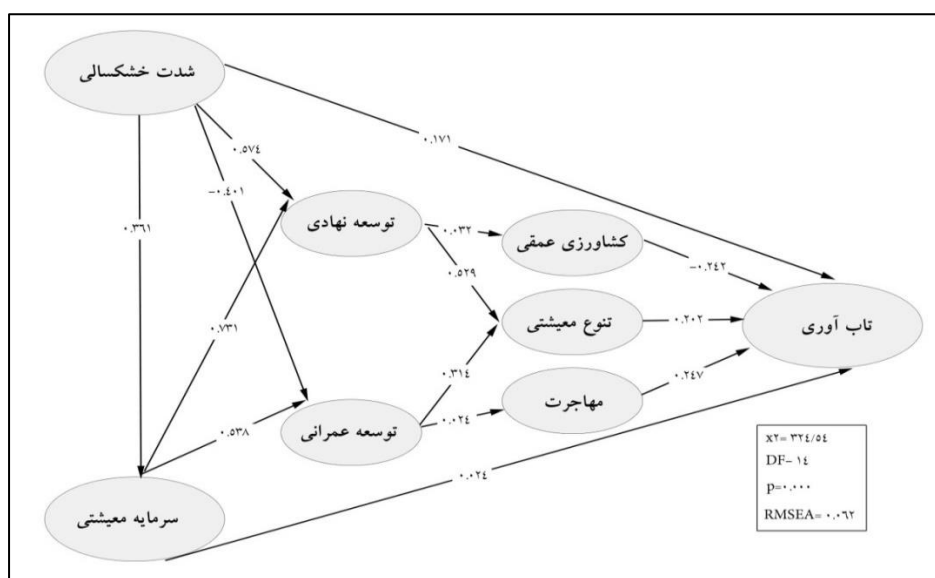 شدت خشکسالی
۰.۱۷۱
۰.۵۷٤
-۰.٤۰۱
۰.۳٦۱
توسعه نهادی
۰.۰۳۲
کشاورزی عمقی
-۰.۲٤۲
۰.۵۲۹
۰.۷۳۱
تنوع معیشتی
۰.۲۰۲
تاب آوری
۰.۳۱٤
مهاجرت
۰.۲٤۷
توسعه عمرانی
۰.۰۲٤
۰.۵۳۸
۰.۰۲٤
سرمایه معیشتی
x۲= ۳۲٤/۵٤
DF- ۱٤
p=۰.۰۰۰
RMSEA= ۰.۰٦۲